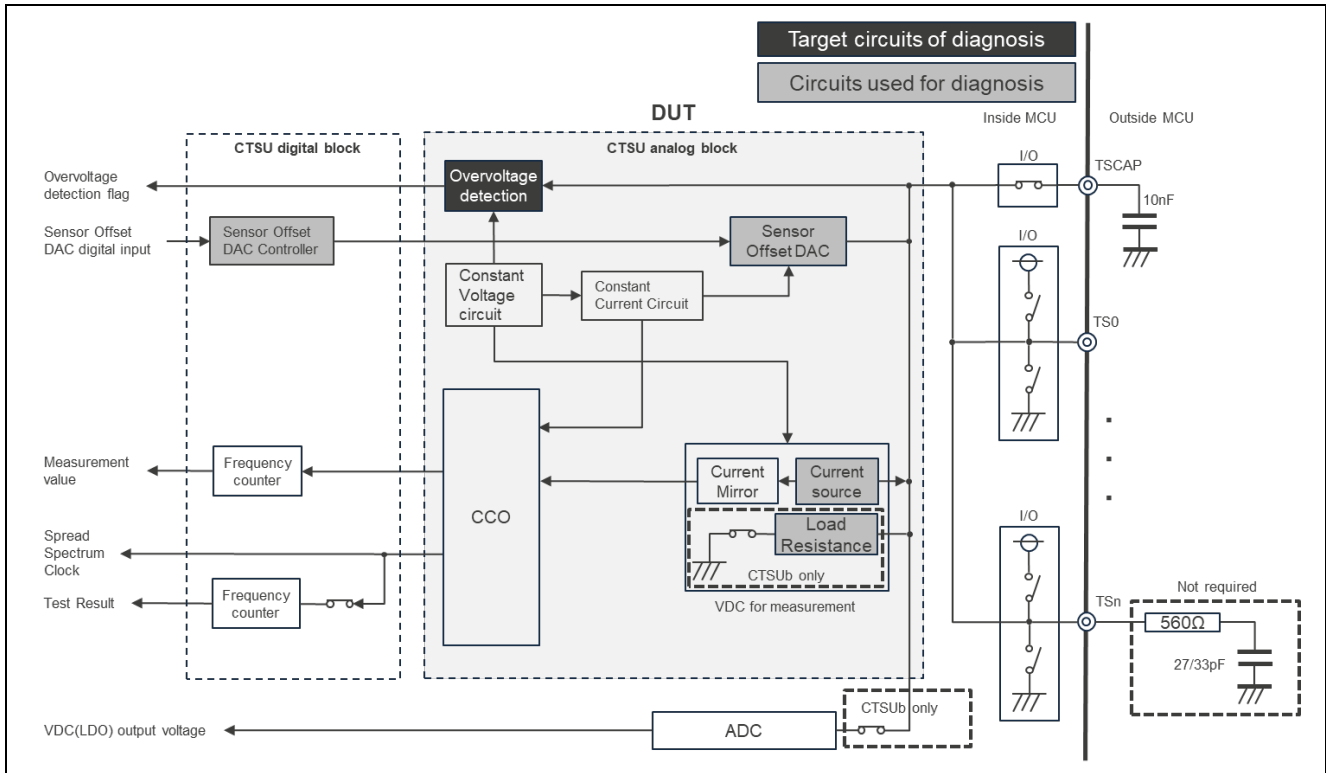 Target circuits of diagnosis
Circuits used for diagnosis
DUT
Inside MCU
Outside MCU
CTSU digital block
CTSU analog block
Overvoltage
detection flag
Overvoltage
detection
I/O
TSCAP
10nF
Sensor Offset
DAC digital input
Sensor Offset
DAC Controller
Sensor
Offset DAC
Constant
Voltage
circuit
Constant
Current Circuit
I/O
TS0
Measurement
value
Frequency
counter
CCO
Current
Mirror
Current
source
Load
Resistance
CTSUb only
VDC for measurement
Spread
Spectrum
Clock
Test Result
Frequency
counter
I/O
TSn
Not required
560Ω
27/33pF
CTSUb only
VDC(LDO) output voltage
ADC